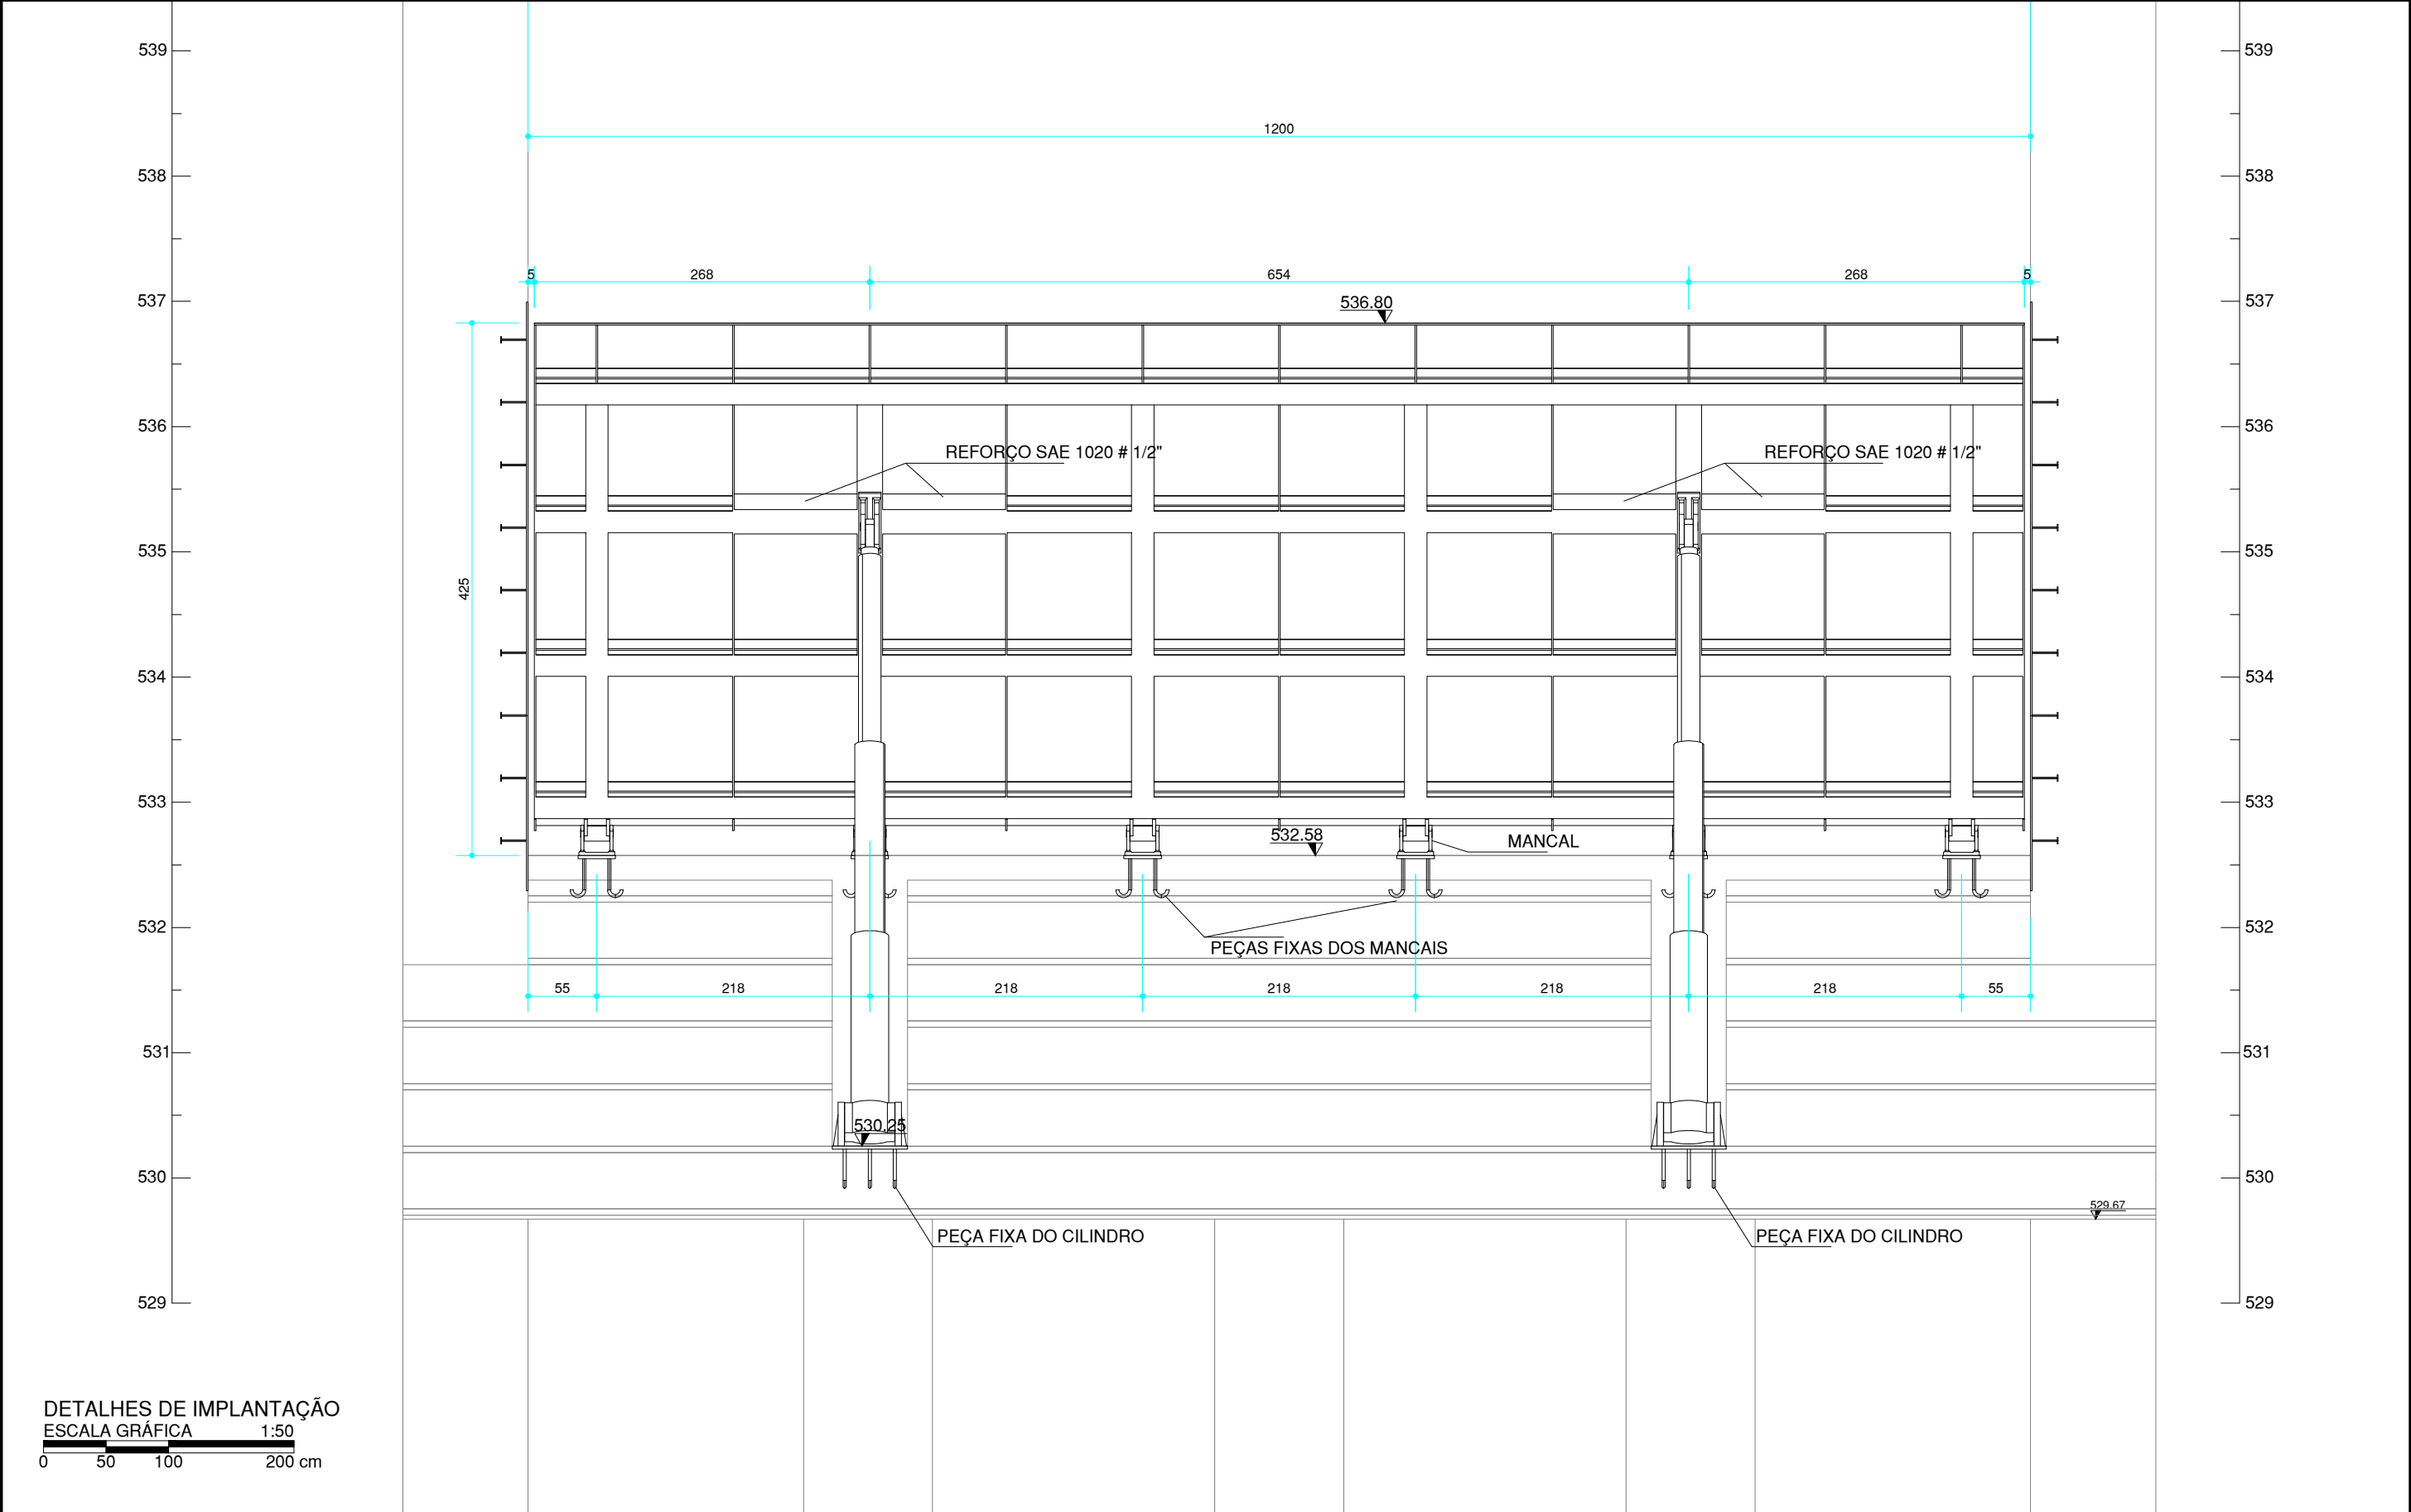 539 539
1200
538 538
5 268 654 268 5
537 536.80 537
536 536
REFORÇO SAE 1020 # 1/2" REFORÇO SAE 1020 # 1/2"
535 535
425
534 534
533 533
532.58 MANCAL
532 532
PEÇAS FIXAS DOS MANCAIS
55 218 218 218 218 218 55
531 531
530.25
530 530
529.67
PEÇA FIXA DO CILINDRO PEÇA FIXA DO CILINDRO
529 529
DETALHES DE IMPLANTAÇÃO
ESCALA GRÁFICA 1:50
0 50 100 200 cm